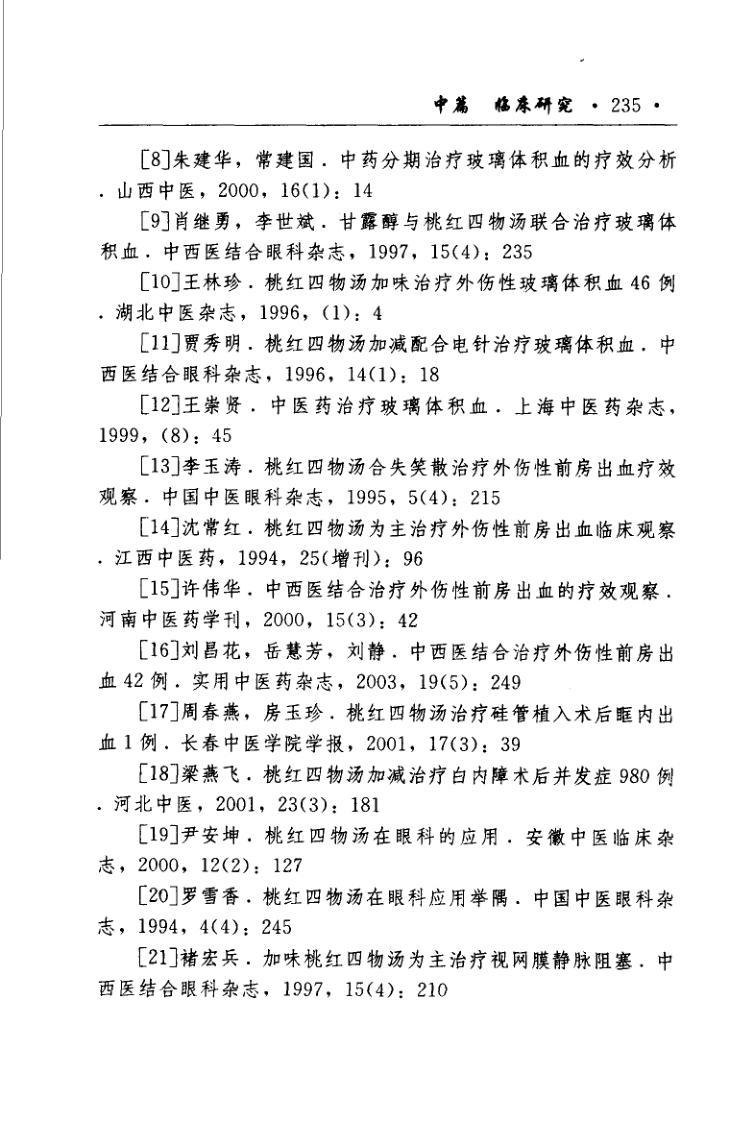 中篇 临床研究 · 235 ·
[8]朱建华，常建国．中药分期治疗玻璃体积血的疗效分析
．山西中医，2000，16(1)：14
[9]肖继勇，李世斌．甘露醇与桃红四物汤联合治疗玻璃体
积血．中西医结合眼科杂志，1997，15(4)：235
[10]王林珍．桃红四物汤加味治疗外伤性玻璃体积血 46 例
．湖北中医杂志，1996，(1)：4
[11]贾秀明．桃红四物汤加减配合电针治疗玻璃体积血．中
西医结合眼科杂志，1996，14(1)：18
[12]王崇贤．中医药治疗玻璃体积血．上海中医药杂志，
1999，(8)：45
[13]李玉涛．桃红四物汤合失笑散治疗外伤性前房出血疗效
观察．中国中医眼科杂志，1995，5(4)：215
[14]沈常红．桃红四物汤为主治疗外伤性前房出血临床观察
．江西中医药，1994，25(增刊)：96
[15]许伟华．中西医结合治疗外伤性前房出血的疗效观察．
河南中医药学刊，2000，15(3)：42
[16]刘昌花，岳慧芳，刘静．中西医结合治疗外伤性前房出
血 42 例．实用中医药杂志，2003，19(5)：249
[17]周春燕，房玉珍．桃红四物汤治疗硅管植入术后眶内出
血 1 例．长春中医学院学报，2001，17(3)：39
[18]梁燕飞．桃红四物汤加减治疗白内障术后并发症 980 例
．河北中医，2001，23(3)：181
[19]尹安坤．桃红四物汤在眼科的应用．安徽中医临床杂
志，2000，12(2)：127
[20]罗雪香．桃红四物汤在眼科应用举隅．中国中医眼科杂
志，1994，4(4)：245
[21]褚宏兵．加味桃红四物汤为主治疗视网膜静脉阻塞．中
西医结合眼科杂志，1997，15(4)：210